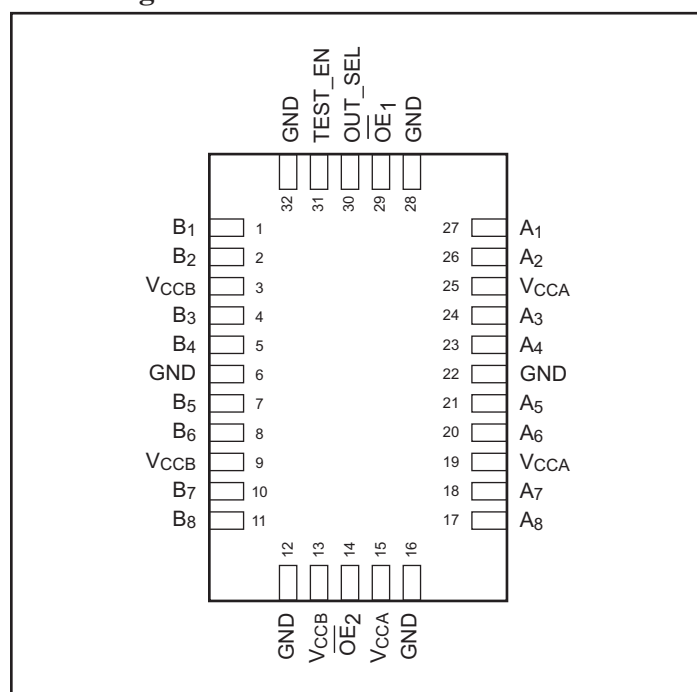 g
GND
TEST_EN
OUT_SEL
OE1
GND
32
31
30
29
28
B1 1 27 A1
B2 2 26 A2
VCCB 3 25 VCCA
B3 4 24 A3
B4 5 23 A4
GND 6 22 GND
B5 7 21 A5
B6 8 20 A6
VCCB 9 19 VCCA
B7 10 18 A7
B8 11 17 A8
12
13
14
15
16
GND
VCCB
OE2
VCCA
GND